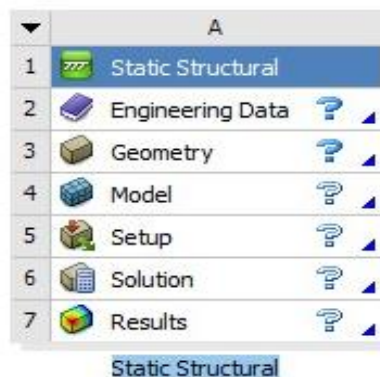 A
1 Static Structural
2 Engineering Data ?
3 Geometry ?
4 Model ?
5 Setup ?
6 Solution ?
7 Results ?
Static Structural